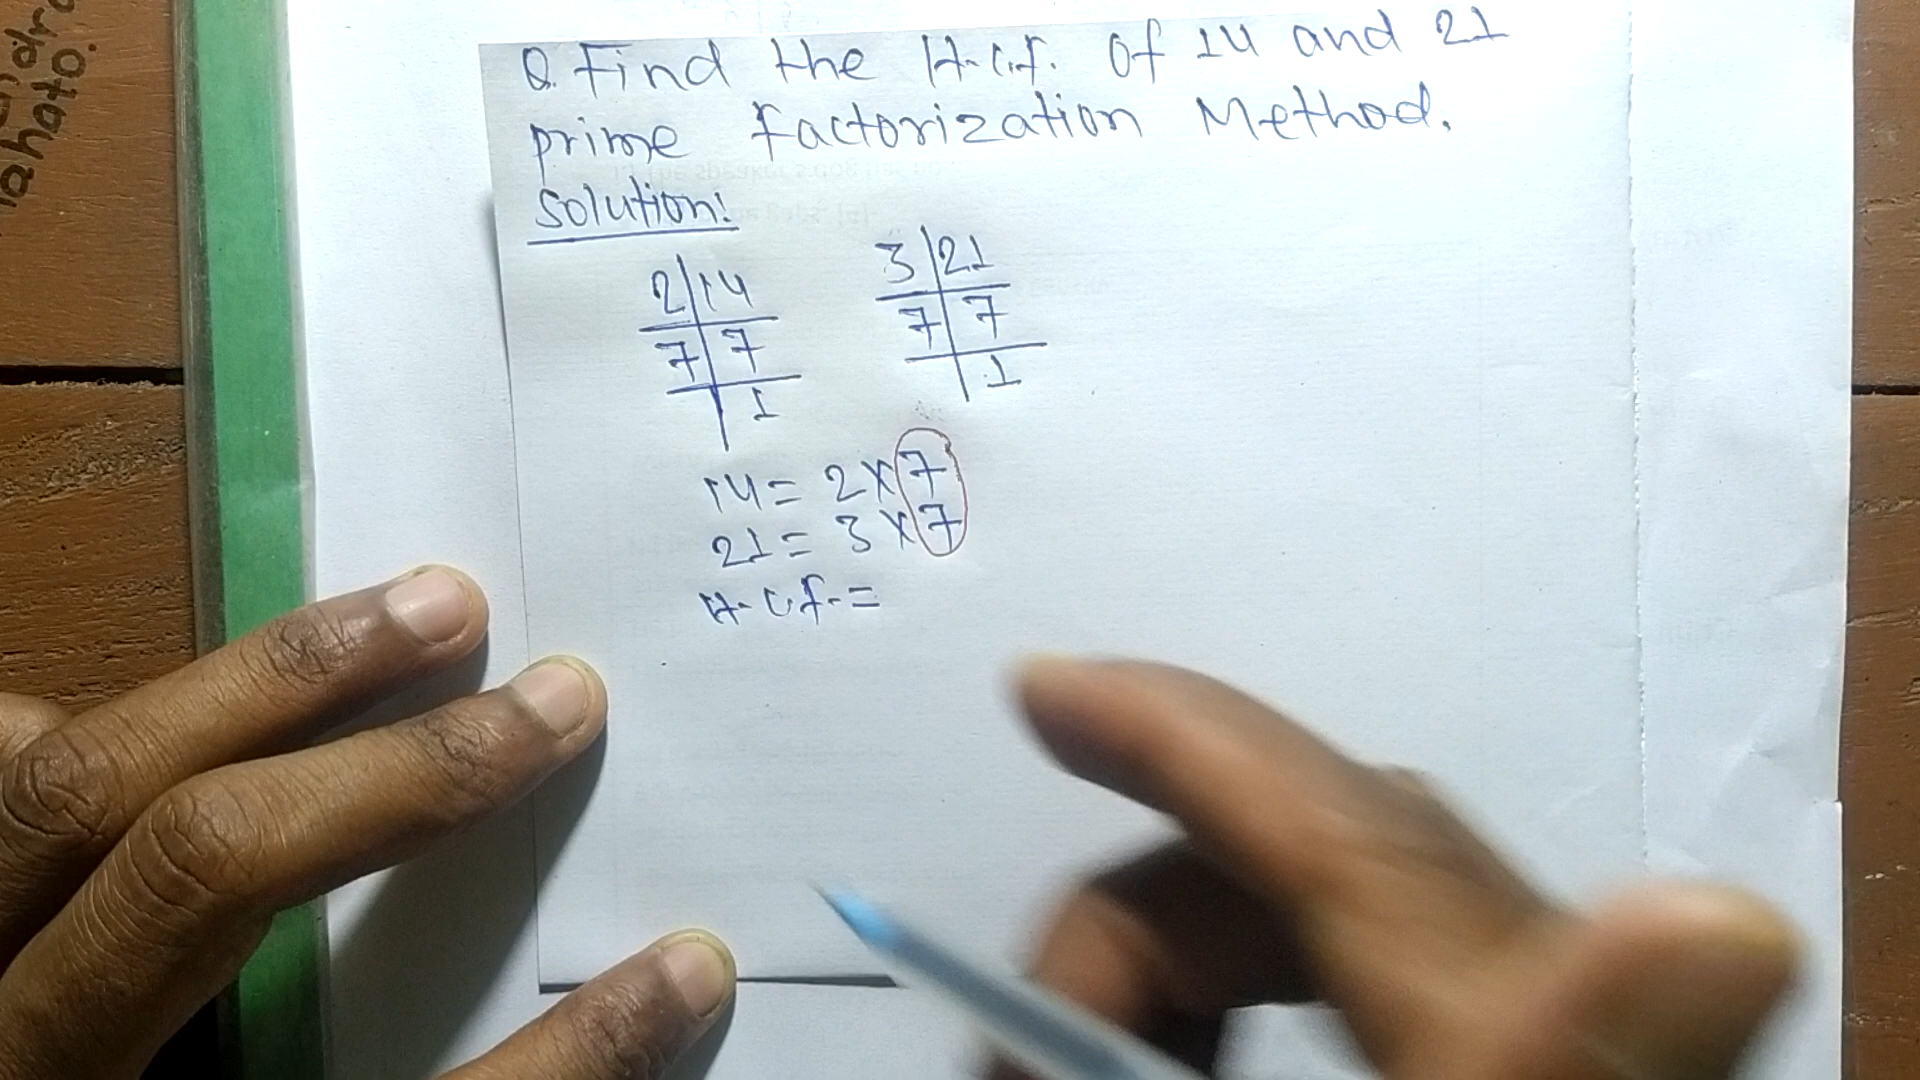 Q. Find the H.C.F. of 14 and 21
prime factorization Method.
Solution:
2 14
7 7
1
3 21
7 7
1
14 = 2 × 7
21 = 3 × 7
H.C.F. =
ahato.